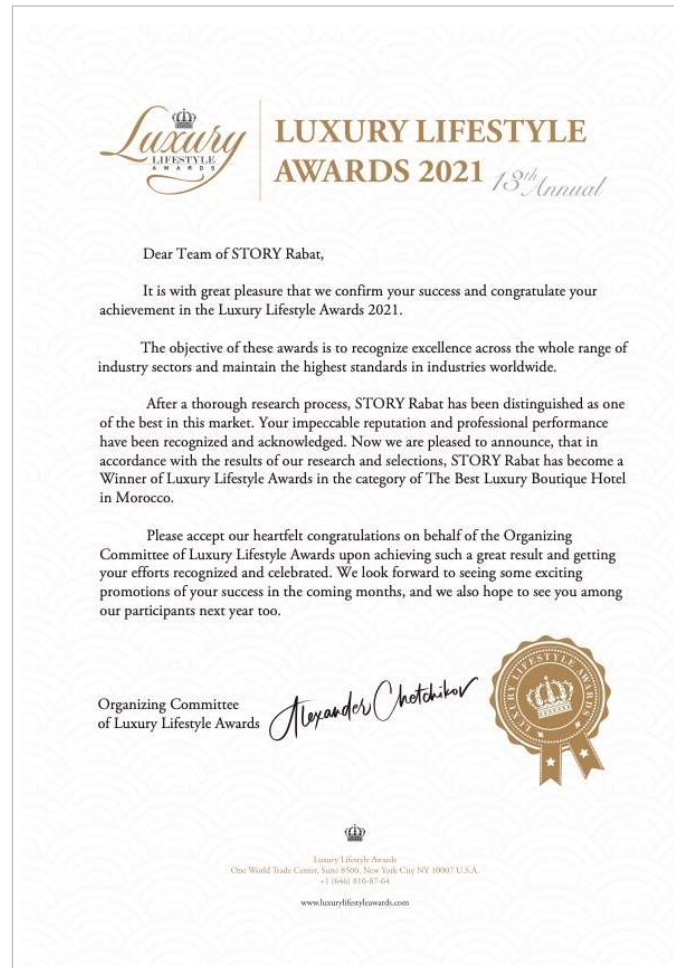 Luxury
LIFESTYLE
AWARDS
LUXURY LIFESTYLE
AWARDS 2021 13th Annual
Dear Team of STORY Rabat,
It is with great pleasure that we confirm your success and congratulate your
achievement in the Luxury Lifestyle Awards 2021.
The objective of these awards is to recognize excellence across the whole range of
industry sectors and maintain the highest standards in industries worldwide.
After a thorough research process, STORY Rabat has been distinguished as one
of the best in this market. Your impeccable reputation and professional performance
have been recognized and acknowledged. Now we are pleased to announce, that in
accordance with the results of our research and selections, STORY Rabat has become a
Winner of Luxury Lifestyle Awards in the category of The Best Luxury Boutique Hotel
in Morocco.
Please accept our heartfelt congratulations on behalf of the Organizing
Committee of Luxury Lifestyle Awards upon achieving such a great result and getting
your efforts recognized and celebrated. We look forward to seeing some exciting
promotions of your success in the coming months, and we also hope to see you among
our participants next year too.
Organizing Committee
of Luxury Lifestyle Awards
Alexander Chetchikov
LUXURY LIFESTYLE AWARDS
Luxury Lifestyle Awards
One World Trade Center, Suite 8500, New York City NY 10007 U.S.A.
+1 (646) 810-87-64
www.luxurylifestyleawards.com